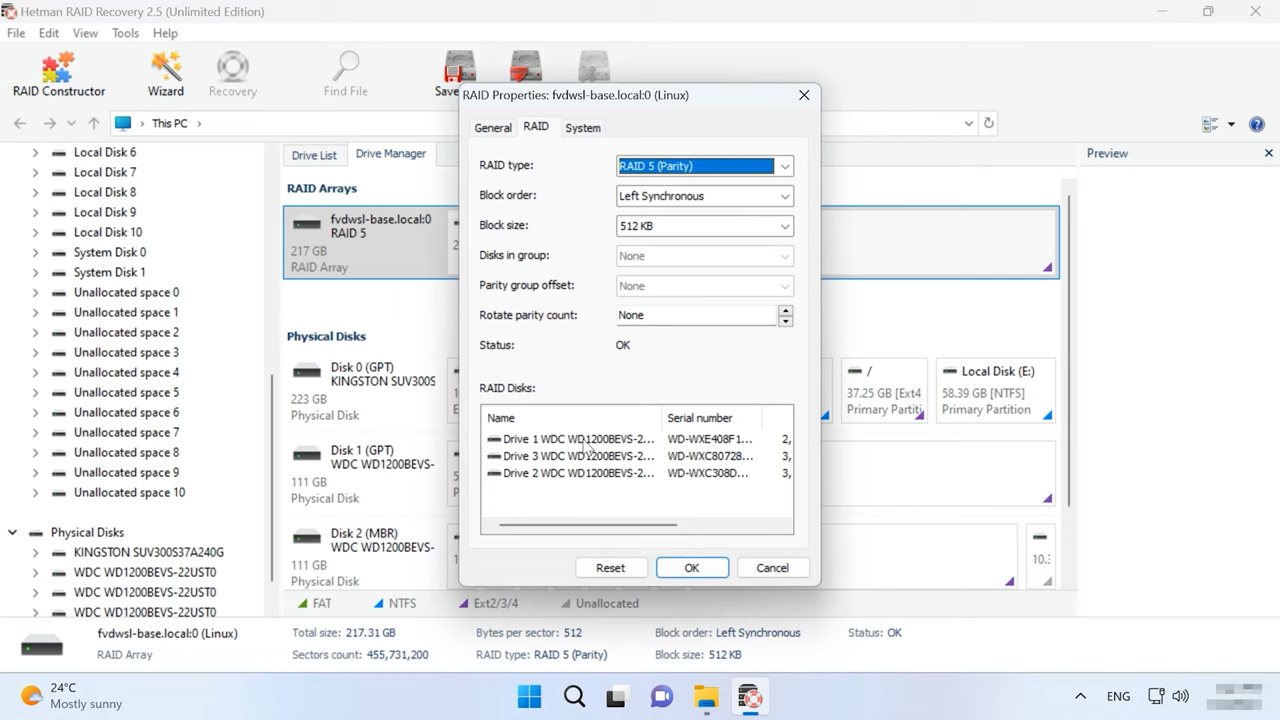 Hetman RAID Recovery 2.5 (Unlimited Edition)
File Edit View Tools Help
RAID Constructor Wizard Recovery Find File Save
This PC
Local Disk 6
Local Disk 7
Local Disk 8
Local Disk 9
Local Disk 10
System Disk 0
System Disk 1
Unallocated space 0
Unallocated space 1
Unallocated space 2
Unallocated space 3
Unallocated space 4
Unallocated space 5
Unallocated space 6
Unallocated space 7
Unallocated space 8
Unallocated space 9
Unallocated space 10
Physical Disks
KINGSTON SUV300S37A240G
WDC WD1200BEVS-22UST0
WDC WD1200BEVS-22UST0
WDC WD1200BEVS-22UST0
Drive List Drive Manager
RAID Arrays
fvdwsl-base.local:0
RAID 5
217 GB
RAID Array
Physical Disks
Disk 0 (GPT)
KINGSTON SUV300S
223 GB
Physical Disk
Disk 1 (GPT)
WDC WD1200BEVS-
111 GB
Physical Disk
Disk 2 (MBR)
WDC WD1200BEVS-
111 GB
Physical Disk
/
37.25 GB [Ext4
Primary Partiti
Local Disk (E:)
58.39 GB [NTFS]
Primary Partition
10.:
FAT NTFS Ext2/3/4 Unallocated
Preview
RAID Properties: fvdwsl-base.local:0 (Linux)
General RAID System
RAID type: RAID 5 (Parity)
Block order: Left Synchronous
Block size: 512 KB
Disks in group: None
Parity group offset: None
Rotate parity count: None
Status: OK
RAID Disks:
Name Serial number
Drive 1 WDC WD1200BEVS-2... WD-WXE408F1... 2,
Drive 3 WDC WD1200BEVS-2... WD-WXC80728... 3,
Drive 2 WDC WD1200BEVS-2... WD-WXC308D... 3,
Reset OK Cancel
fvdwsl-base.local:0 (Linux) Total size: 217.31 GB Bytes per sector: 512 Block order: Left Synchronous Status: OK
RAID Array Sectors count: 455,731,200 RAID type: RAID 5 (Parity) Block size: 512 KB
24°C
Mostly sunny
ENG